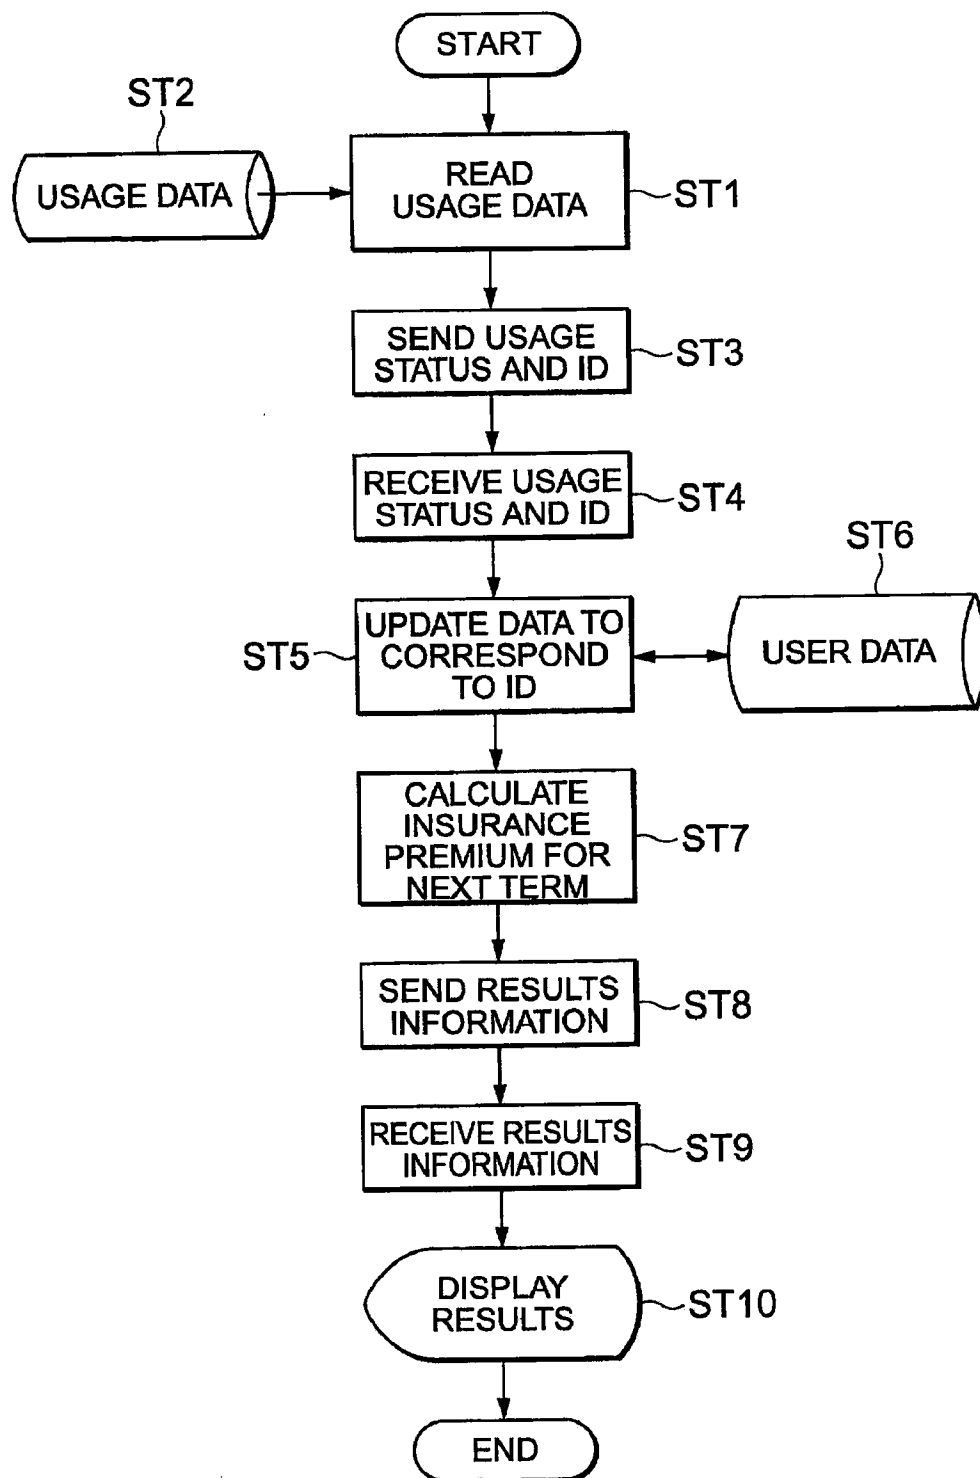 START
ST2
USAGE DATA
READ
USAGE DATA
ST1
SEND USAGE
STATUS AND ID
ST3
RECEIVE USAGE
STATUS AND ID
ST4
ST6
ST5
UPDATE DATA TO
CORRESPOND
TO ID
USER DATA
CALCULATE
INSURANCE
PREMIUM FOR
NEXT TERM
ST7
SEND RESULTS
INFORMATION
ST8
RECEIVE RESULTS
INFORMATION
ST9
DISPLAY
RESULTS
ST10
END